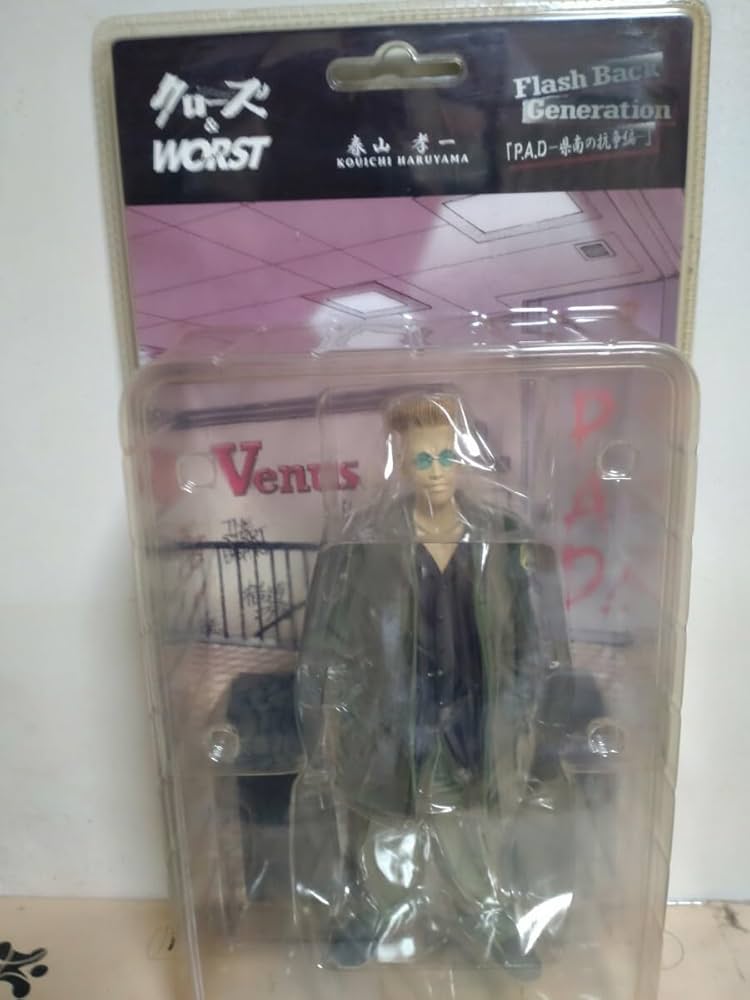 クローズ
&
WORST
春山 孝一
KOUICHI HARUYAMA
Flash Back
Generation
「P.A.D－県南の抗争編－」
Venus
THE
P
A
D